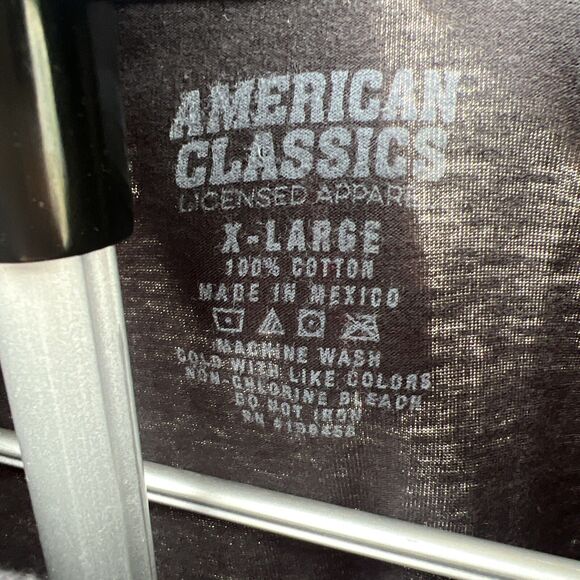 AMERICAN
CLASSICS
LICENSED APPAREL
X-LARGE
100% COTTON
MADE IN MEXICO
MACHINE WASH
COLD WITH LIKE COLORS
NON-CHLORINE BLEACH
DO NOT IRON
RN